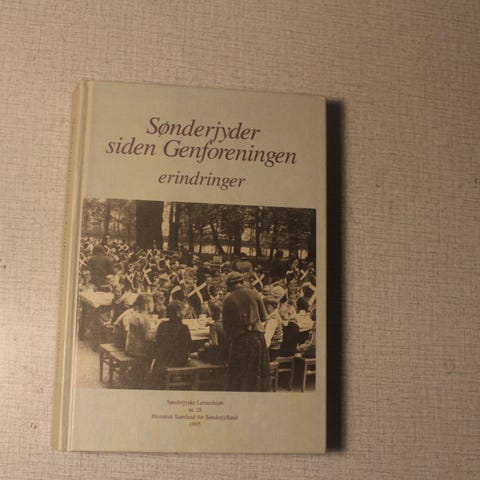 Sønderjyder
siden Genforeningen
erindringer
Sønderjyske Levnedsløb
nr. 28
Historisk Samfund for Sønderjylland
1995